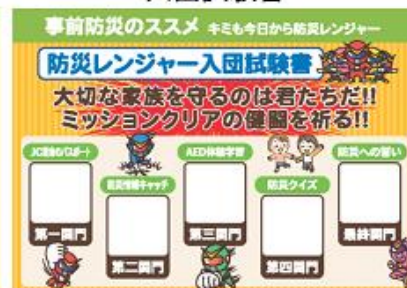 事前防災のススメ キミも今日から防災レンジャー
防災レンジャー入団試験書
大切な家族を守るのは君たちだ!!
ミッションクリアの健闘を祈る!!
AED体験学習
防災への誓い
防災情報キャッチ
防災クイズ
第一関門
第三関門
最終関門
第二関門
第四関門